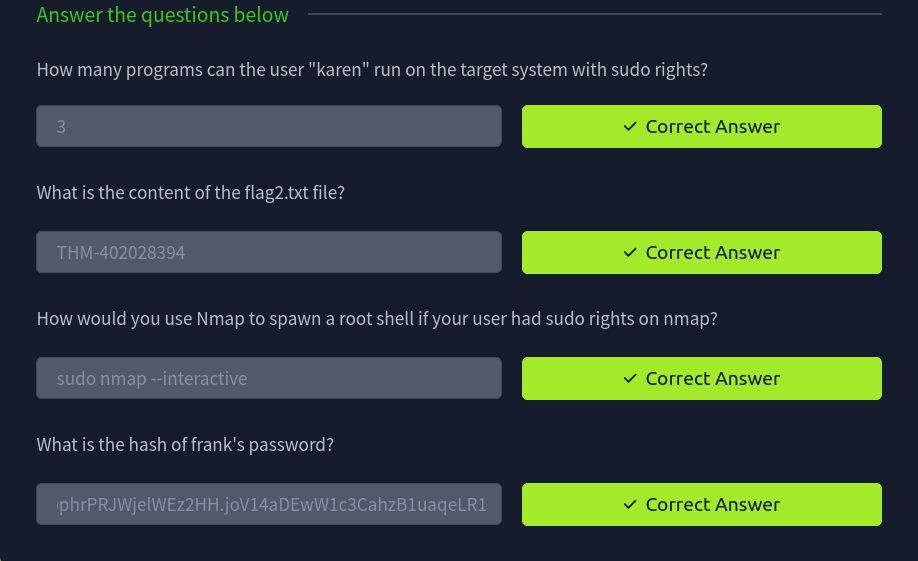 Answer the questions below
How many programs can the user "karen" run on the target system with sudo rights?
3
✓ Correct Answer
What is the content of the flag2.txt file?
THM-402028394
✓ Correct Answer
How would you use Nmap to spawn a root shell if your user had sudo rights on nmap?
sudo nmap --interactive
✓ Correct Answer
What is the hash of frank's password?
phrPRJWjelWEz2HH.joV14aDEwW1c3CahzB1uaqeLR1
✓ Correct Answer